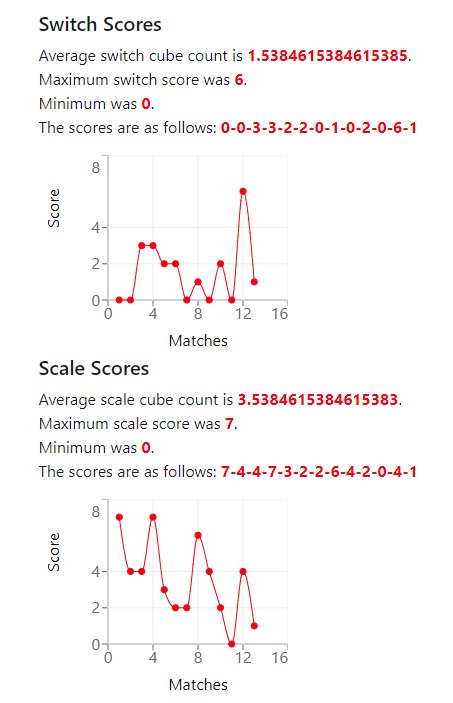 Switch Scores
Average switch cube count is 1.5384615384615385.
Maximum switch score was 6.
Minimum was 0.
The scores are as follows: 0-0-3-3-2-2-0-1-0-2-0-6-1
8
4
2
0
Score
0 4 8 12 16
Matches
Scale Scores
Average scale cube count is 3.5384615384615383.
Maximum scale score was 7.
Minimum was 0.
The scores are as follows: 7-4-4-7-3-2-2-6-4-2-0-4-1
8
4
2
0
Score
0 4 8 12 16
Matches